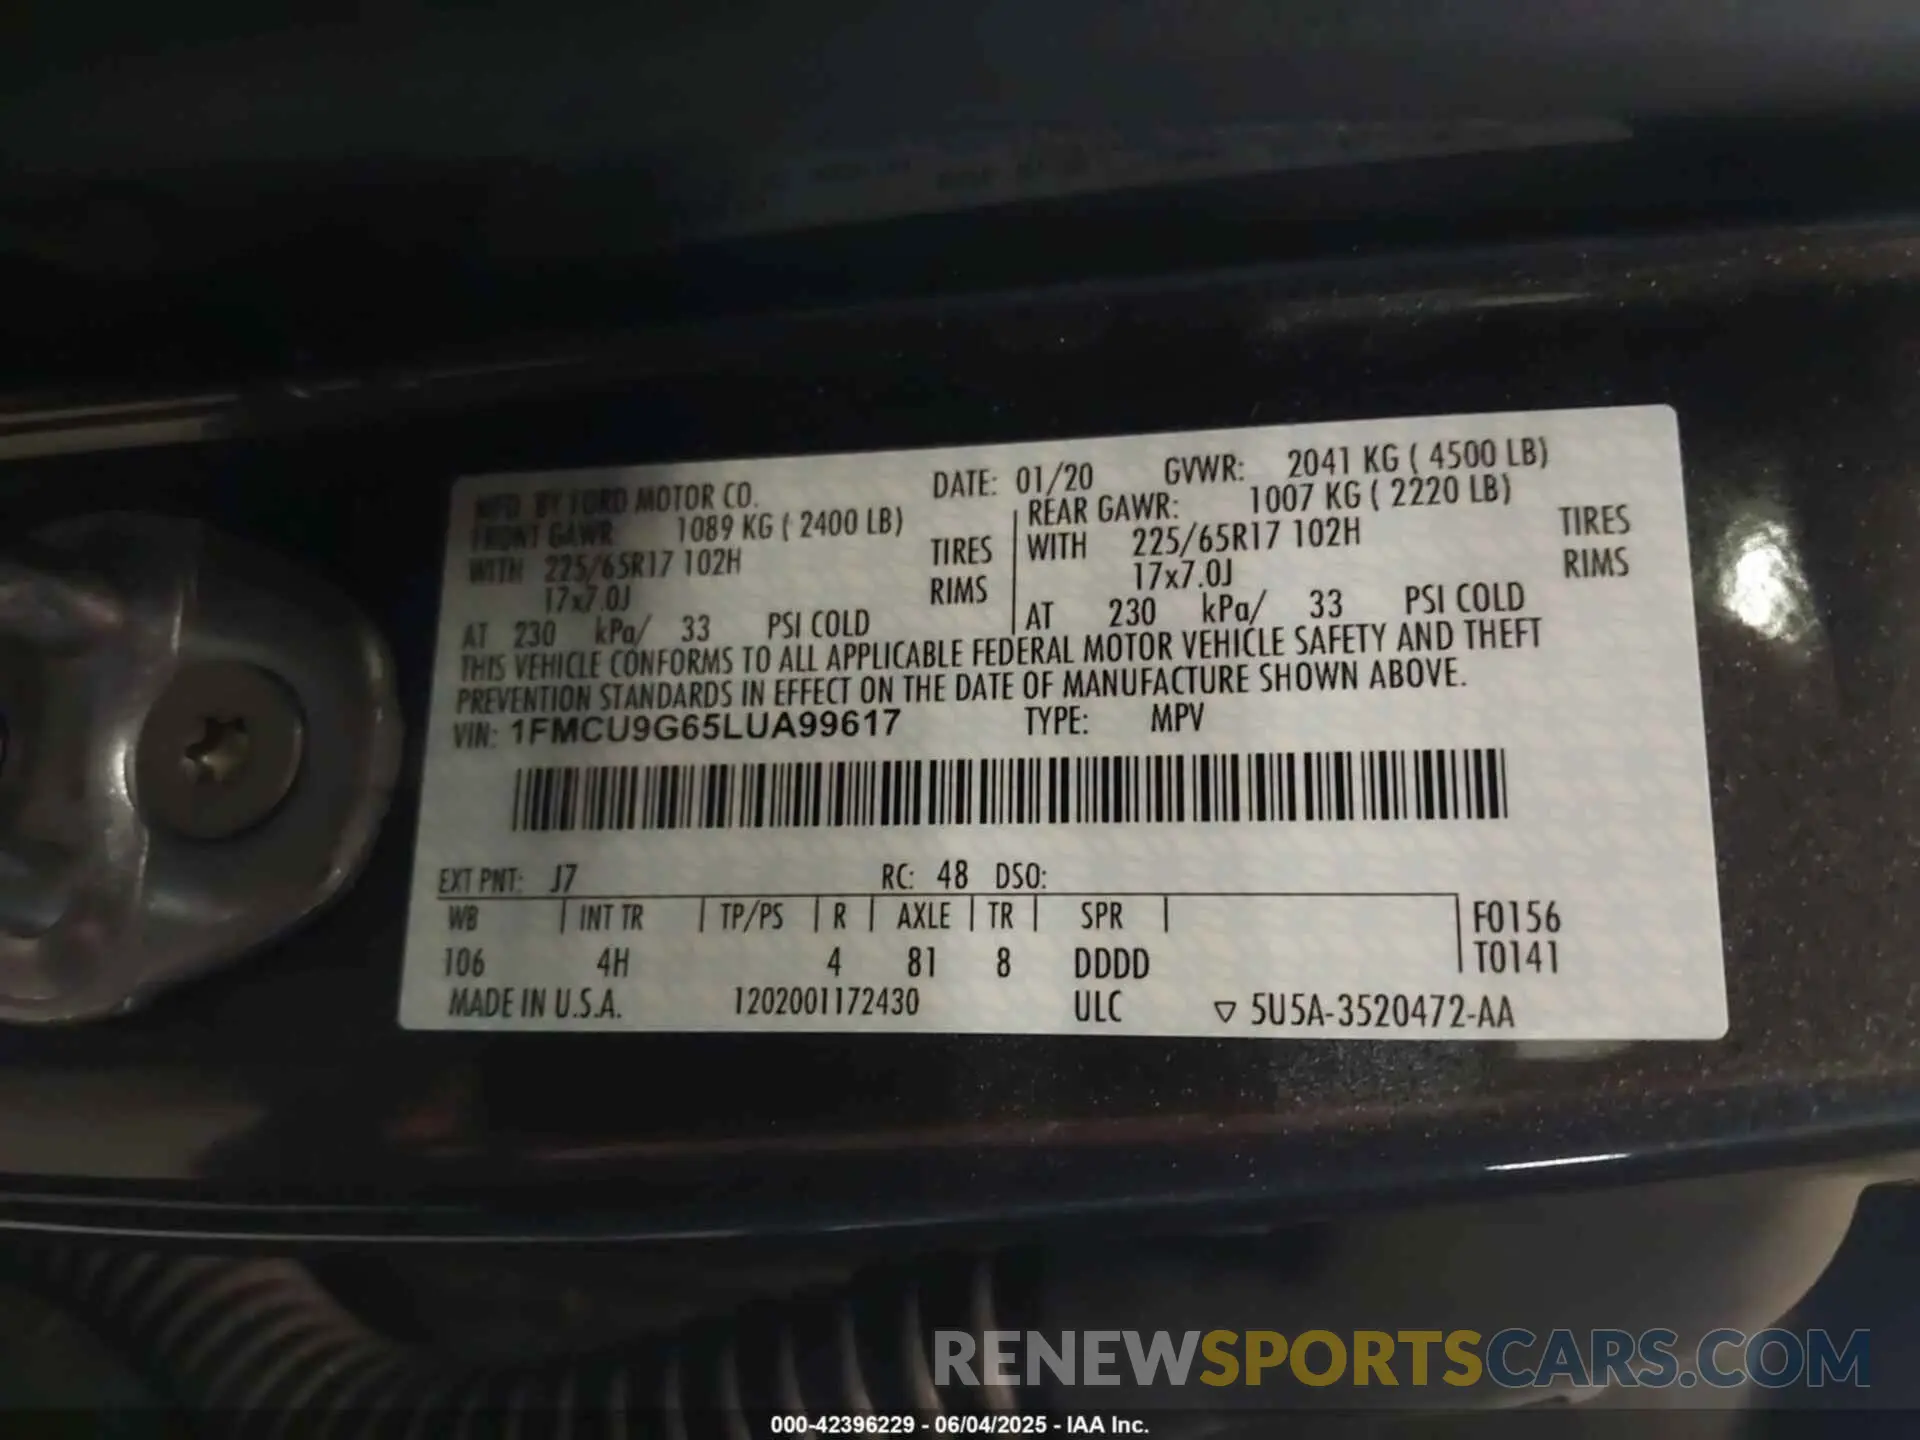 MFD BY FORD MOTOR CO. DATE: 01/20 GVWR: 2041 KG ( 4500 LB)
FRONT GAWR: 1089 KG ( 2400 LB) REAR GAWR: 1007 KG ( 2220 LB)
WITH 225/65R17 102H TIRES WITH 225/65R17 102H TIRES
17x7.0J RIMS 17x7.0J RIMS
AT 230 kPa/ 33 PSI COLD AT 230 kPa/ 33 PSI COLD
THIS VEHICLE CONFORMS TO ALL APPLICABLE FEDERAL MOTOR VEHICLE SAFETY AND THEFT
PREVENTION STANDARDS IN EFFECT ON THE DATE OF MANUFACTURE SHOWN ABOVE.
VIN: 1FMCU9G65LUA99617 TYPE: MPV
EXT PNT: J7 RC: 48 DSO:
WB INT TR TP/PS R AXLE TR SPR F0156
106 4H 4 81 8 DDDD T0141
MADE IN U.S.A. 1202001172430 ULC ▽ 5U5A-3520472-AA
RENEWSPORTSCARS.COM
000-42396229 - 06/04/2025 - IAA Inc.